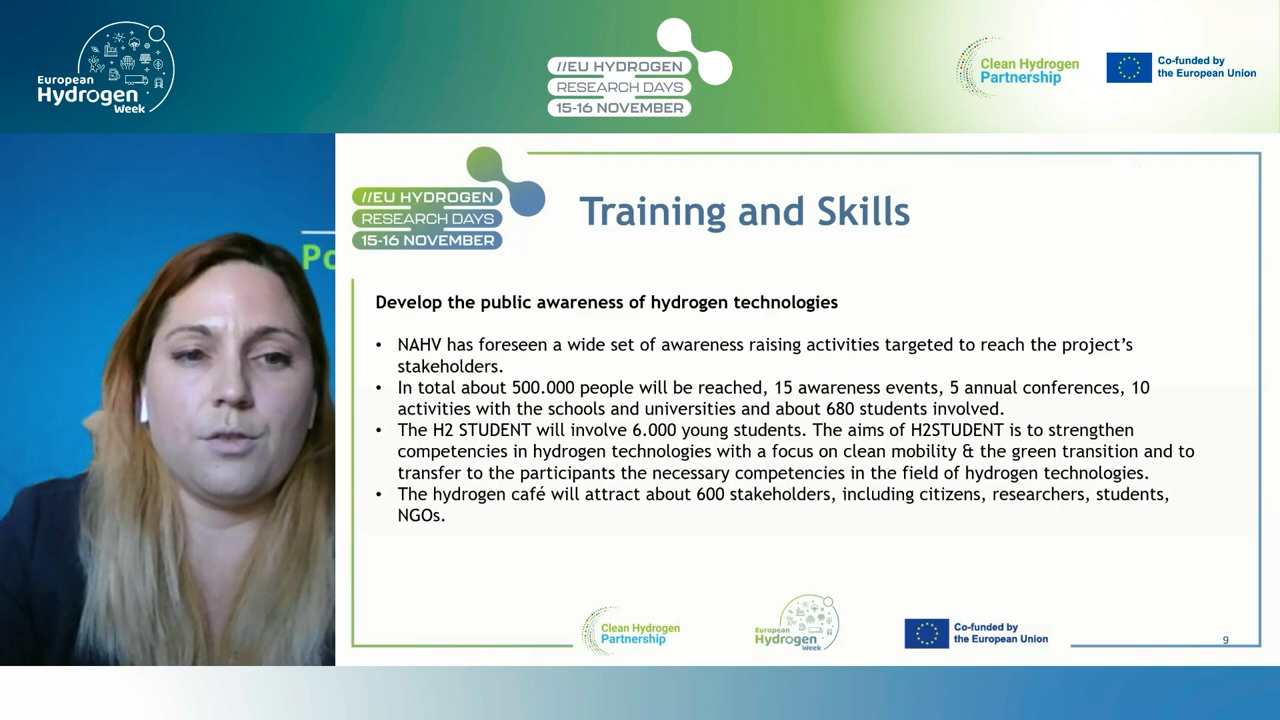 European
Hydrogen
Week
//EU HYDROGEN
RESEARCH DAYS
15-16 NOVEMBER
Clean Hydrogen
Partnership
Co-funded by
the European Union
Po
//EU HYDROGEN
RESEARCH DAYS
15-16 NOVEMBER
Training and Skills
Develop the public awareness of hydrogen technologies
• NAHV has foreseen a wide set of awareness raising activities targeted to reach the project’s
stakeholders.
• In total about 500.000 people will be reached, 15 awareness events, 5 annual conferences, 10
activities with the schools and universities and about 680 students involved.
• The H2 STUDENT will involve 6.000 young students. The aims of H2STUDENT is to strengthen
competencies in hydrogen technologies with a focus on clean mobility & the green transition and to
transfer to the participants the necessary competencies in the field of hydrogen technologies.
• The hydrogen café will attract about 600 stakeholders, including citizens, researchers, students,
NGOs.
Clean Hydrogen
Partnership
European
Hydrogen
Week
Co-funded by
the European Union
9